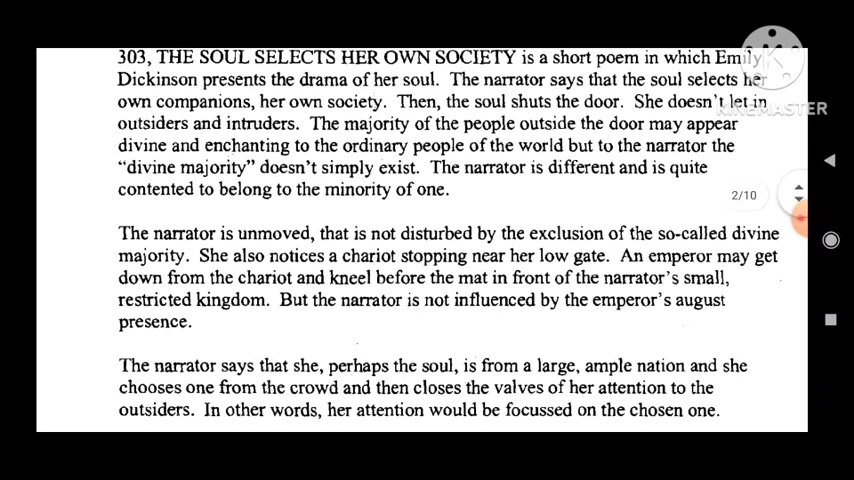 303, THE SOUL SELECTS HER OWN SOCIETY is a short poem in which Emily
Dickinson presents the drama of her soul. The narrator says that the soul selects her
own companions, her own society. Then, the soul shuts the door. She doesn't let in
outsiders and intruders. The majority of the people outside the door may appear
divine and enchanting to the ordinary people of the world but to the narrator the
"divine majority" doesn't simply exist. The narrator is different and is quite
contented to belong to the minority of one.
The narrator is unmoved, that is not disturbed by the exclusion of the so-called divine
majority. She also notices a chariot stopping near her low gate. An emperor may get
down from the chariot and kneel before the mat in front of the narrator's small,
restricted kingdom. But the narrator is not influenced by the emperor's august
presence.
The narrator says that she, perhaps the soul, is from a large, ample nation and she
chooses one from the crowd and then closes the valves of her attention to the
outsiders. In other words, her attention would be focussed on the chosen one.
KINEMASTER
2/10